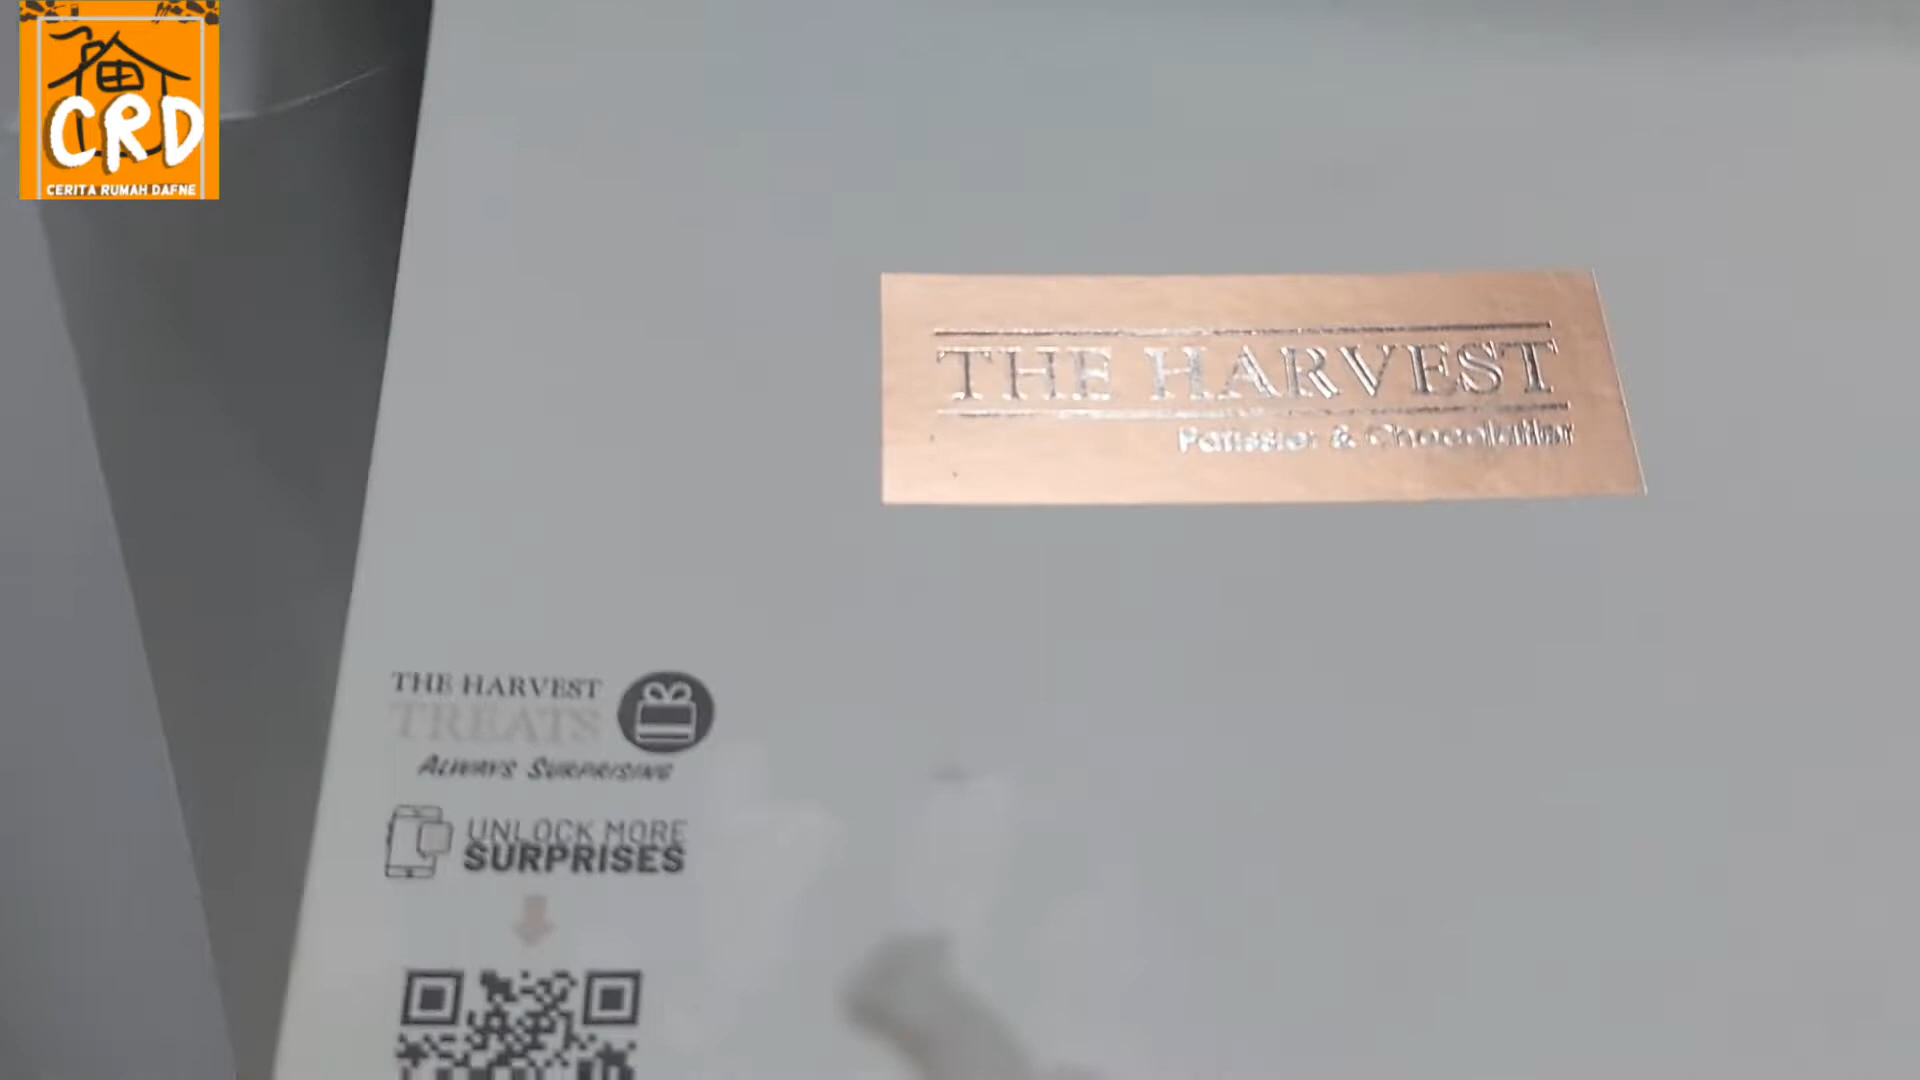 CRD
CERITA RUMAH DAFNE
THE HARVEST
Patissier & Chocolatier
THE HARVEST
TREATS
ALWAYS SURPRISING
UNLOCK MORE
SURPRISES